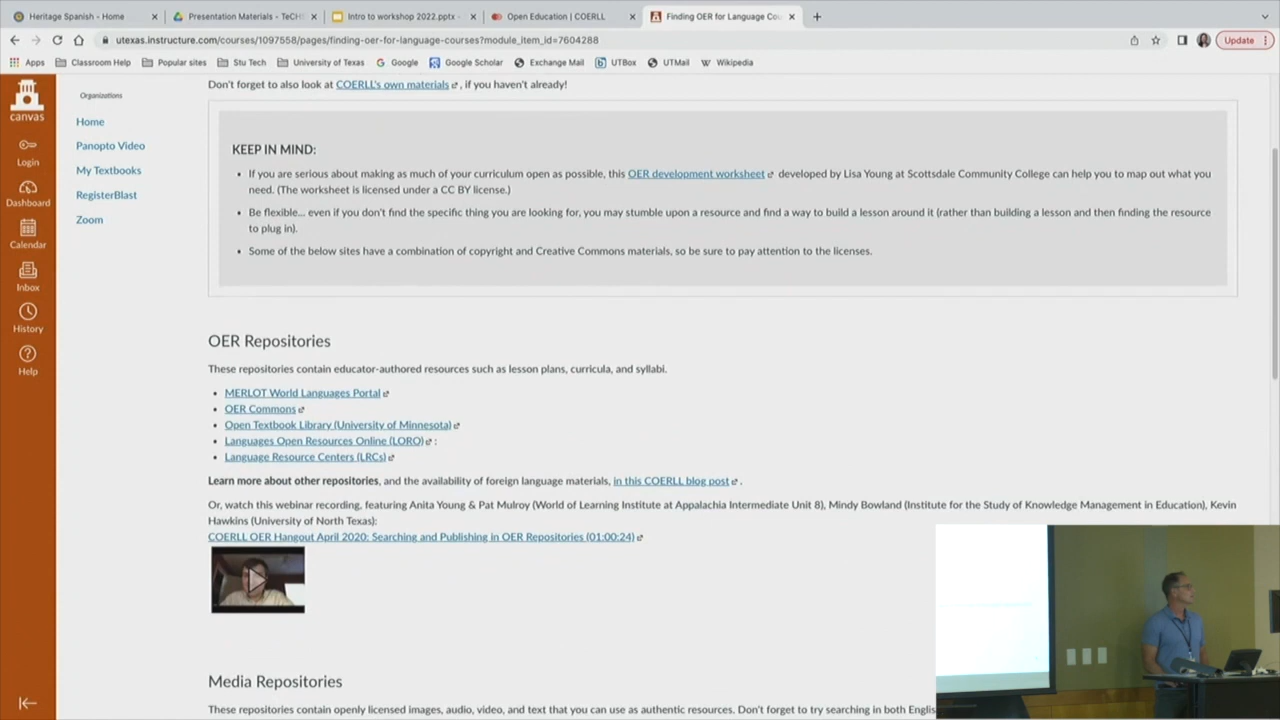 Heritage Spanish - Home
Presentation Materials - TeCH
Intro to workshop 2022.pptx -
Open Education | COERLL
Finding OER for Language Cou
utexas.instructure.com/courses/1097558/pages/finding-oer-for-language-courses?module_item_id=7604288
Update
Apps
Classroom Help
Popular sites
Stu Tech
University of Texas
Google
Google Scholar
Exchange Mail
UTBox
UTMail
Wikipedia
canvas
Login
Dashboard
Calendar
Inbox
History
Help
Organizations
Home
Panopto Video
My Textbooks
RegisterBlast
Zoom
Don't forget to also look at COERLL's own materials, if you haven't already!
KEEP IN MIND:
• If you are serious about making as much of your curriculum open as possible, this OER development worksheet developed by Lisa Young at Scottsdale Community College can help you to map out what you
need. (The worksheet is licensed under a CC BY license.)
• Be flexible... even if you don't find the specific thing you are looking for, you may stumble upon a resource and find a way to build a lesson around it (rather than building a lesson and then finding the resource
to plug in).
• Some of the below sites have a combination of copyright and Creative Commons materials, so be sure to pay attention to the licenses.
OER Repositories
These repositories contain educator-authored resources such as lesson plans, curricula, and syllabi.
• MERLOT World Languages Portal
• OER Commons
• Open Textbook Library (University of Minnesota)
• Languages Open Resources Online (LORO) :
• Language Resource Centers (LRCs)
Learn more about other repositories, and the availability of foreign language materials, in this COERLL blog post.
Or, watch this webinar recording, featuring Anita Young & Pat Mulroy (World of Learning Institute at Appalachia Intermediate Unit 8), Mindy Bowland (Institute for the Study of Knowledge Management in Education), Kevin
Hawkins (University of North Texas):
COERLL OER Hangout April 2020: Searching and Publishing in OER Repositories (01:00:24)
Media Repositories
These repositories contain openly licensed images, audio, video, and text that you can use as authentic resources. Don't forget to try searching in both Englis